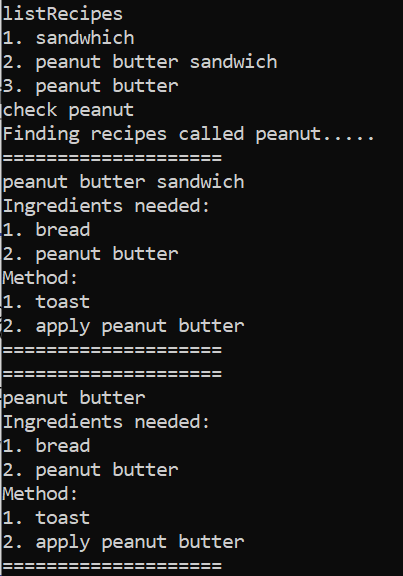 listRecipes
1. sandwhich
2. peanut butter sandwich
3. peanut butter
check peanut
Finding recipes called peanut.....
====================
peanut butter sandwich
Ingredients needed:
1. bread
2. peanut butter
Method:
1. toast
2. apply peanut butter
====================
====================
peanut butter
Ingredients needed:
1. bread
2. peanut butter
Method:
1. toast
2. apply peanut butter
====================